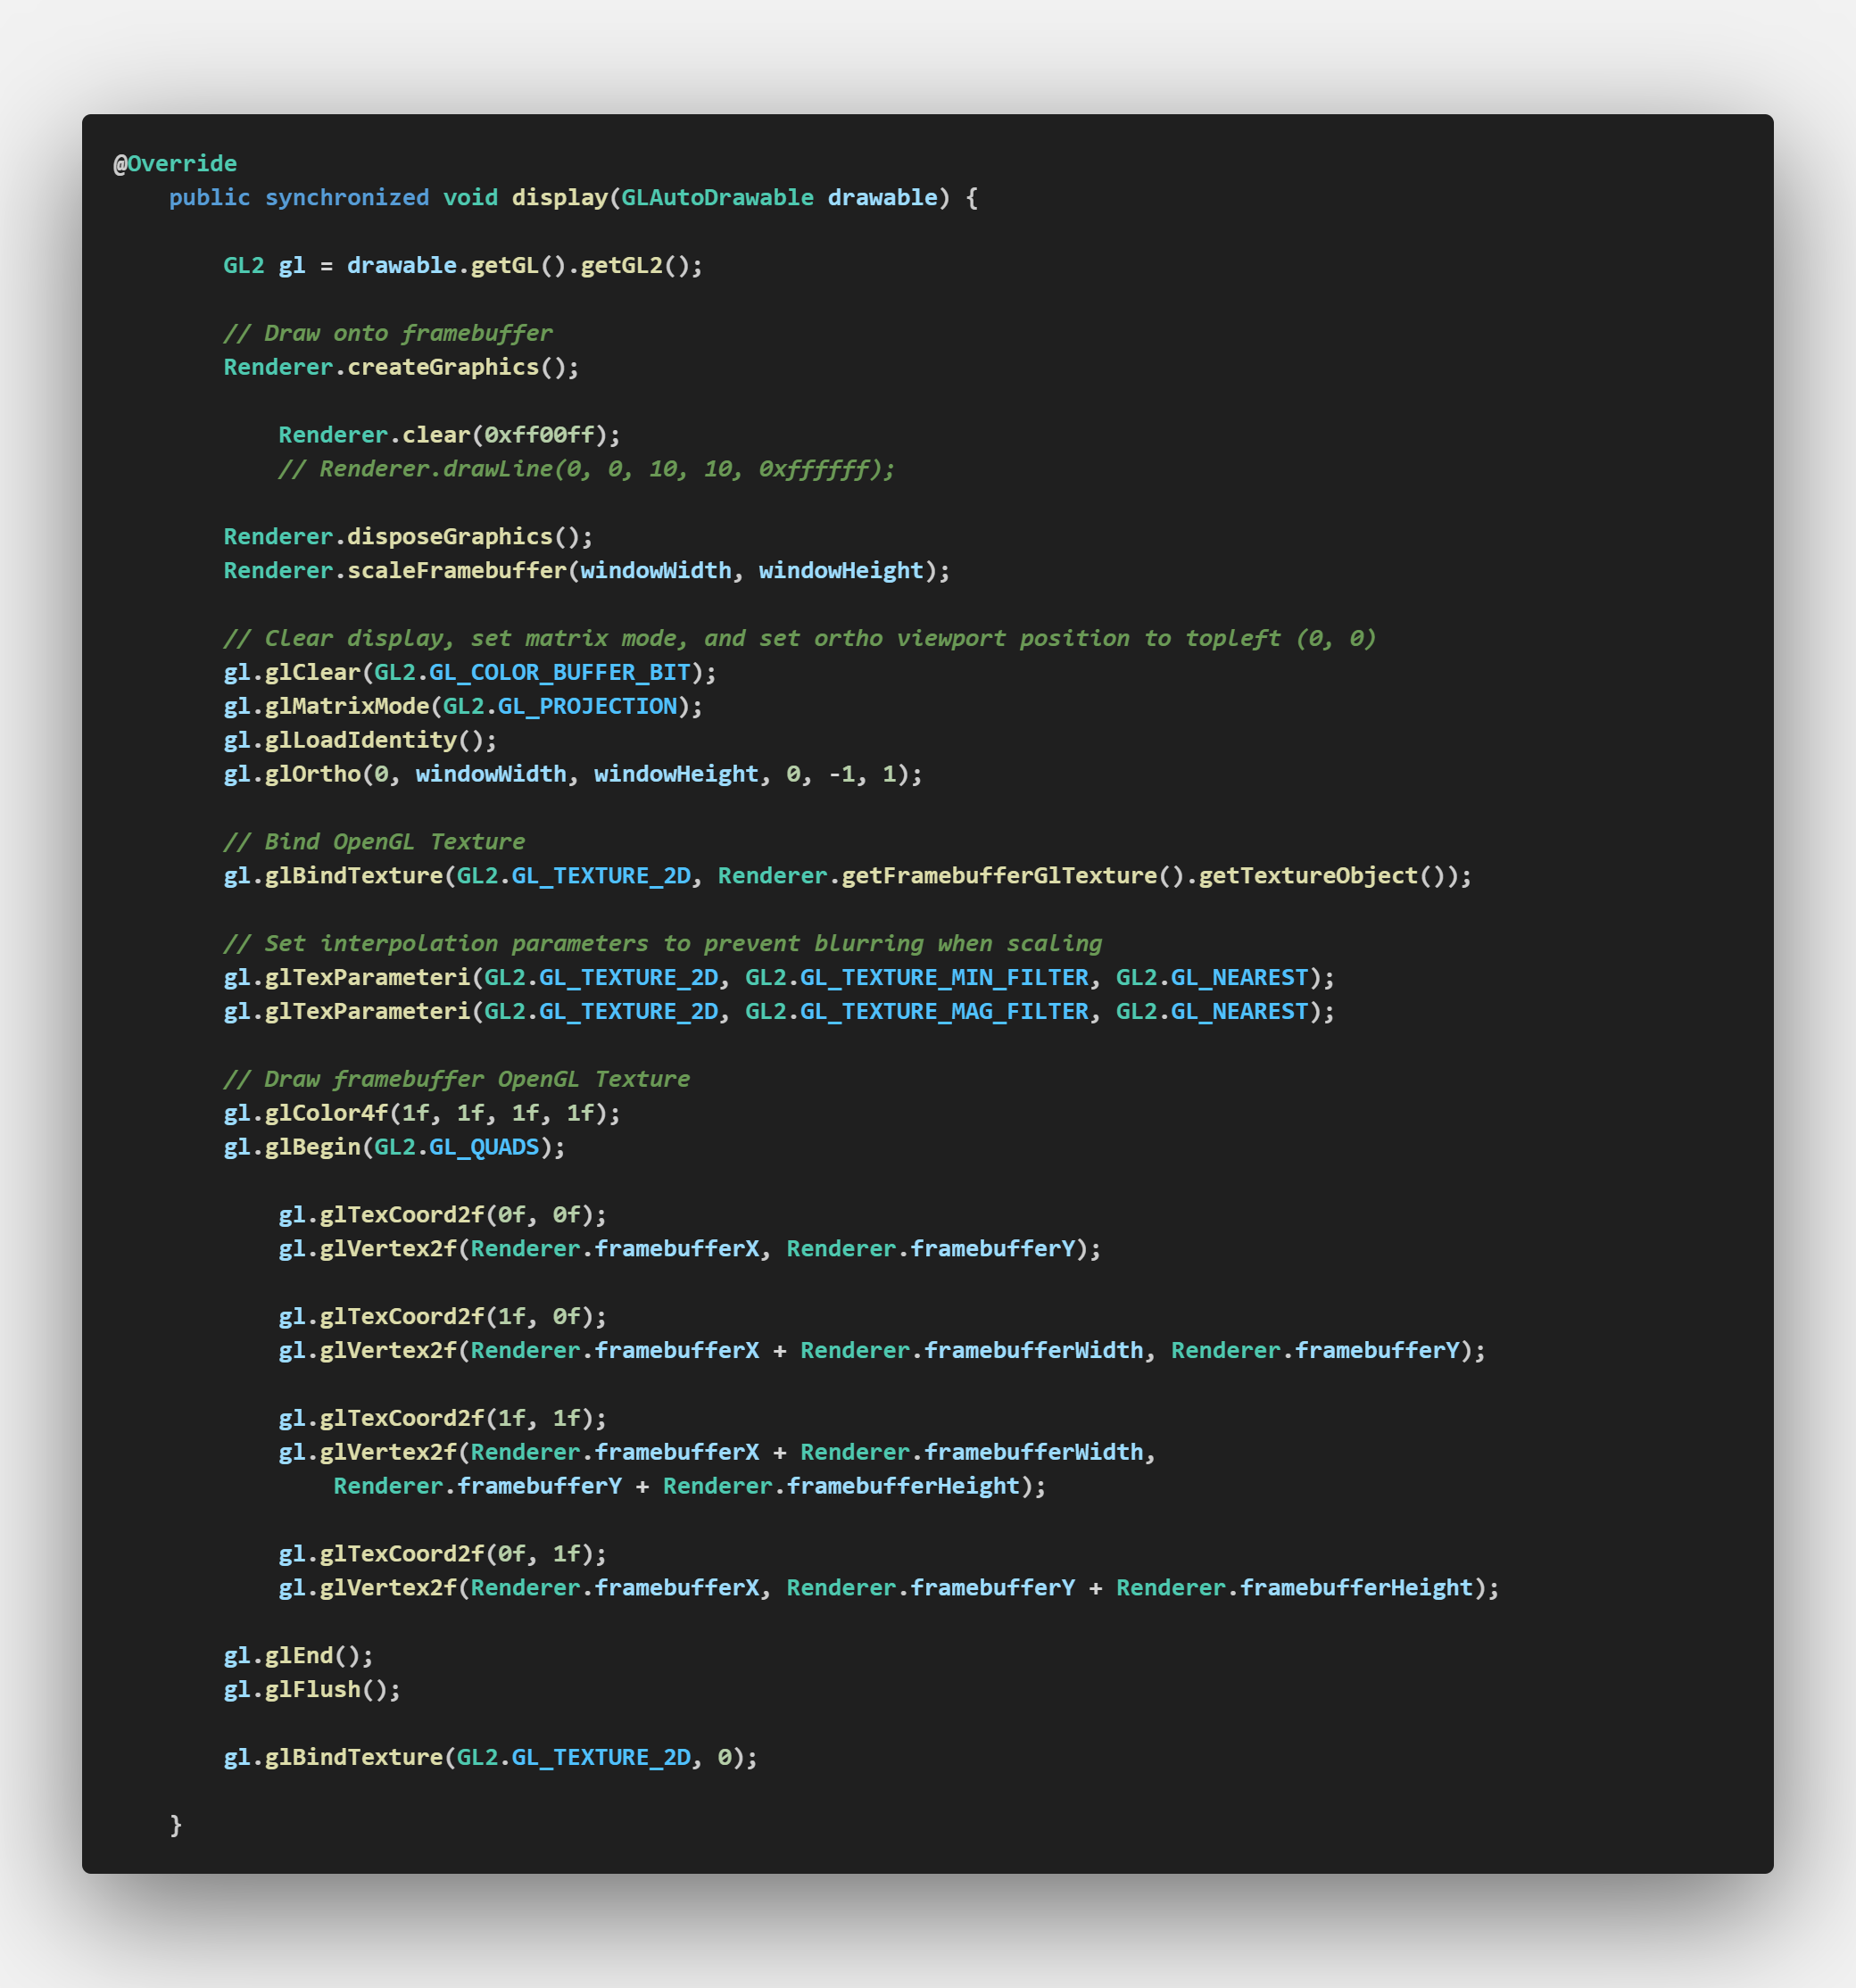 @Override
    public synchronized void display(GLAutoDrawable drawable) {
        GL2 gl = drawable.getGL().getGL2();
        // Draw onto framebuffer
        Renderer.createGraphics();
            Renderer.clear(0xff00ff);
            // Renderer.drawLine(0, 0, 10, 10, 0xffffff);
        Renderer.disposeGraphics();
        Renderer.scaleFramebuffer(windowWidth, windowHeight);
        // Clear display, set matrix mode, and set ortho viewport position to topleft (0, 0)
        gl.glClear(GL2.GL_COLOR_BUFFER_BIT);
        gl.glMatrixMode(GL2.GL_PROJECTION);
        gl.glLoadIdentity();
        gl.glOrtho(0, windowWidth, windowHeight, 0, -1, 1);
        // Bind OpenGL Texture
        gl.glBindTexture(GL2.GL_TEXTURE_2D, Renderer.getFramebufferGlTexture().getTextureObject());
        // Set interpolation parameters to prevent blurring when scaling
        gl.glTexParameteri(GL2.GL_TEXTURE_2D, GL2.GL_TEXTURE_MIN_FILTER, GL2.GL_NEAREST);
        gl.glTexParameteri(GL2.GL_TEXTURE_2D, GL2.GL_TEXTURE_MAG_FILTER, GL2.GL_NEAREST);
        // Draw framebuffer OpenGL Texture
        gl.glColor4f(1f, 1f, 1f, 1f);
        gl.glBegin(GL2.GL_QUADS);
            gl.glTexCoord2f(0f, 0f);
            gl.glVertex2f(Renderer.framebufferX, Renderer.framebufferY);
            gl.glTexCoord2f(1f, 0f);
            gl.glVertex2f(Renderer.framebufferX + Renderer.framebufferWidth, Renderer.framebufferY);
            gl.glTexCoord2f(1f, 1f);
            gl.glVertex2f(Renderer.framebufferX + Renderer.framebufferWidth,
                Renderer.framebufferY + Renderer.framebufferHeight);
            gl.glTexCoord2f(0f, 1f);
            gl.glVertex2f(Renderer.framebufferX, Renderer.framebufferY + Renderer.framebufferHeight);
        gl.glEnd();
        gl.glFlush();
        gl.glBindTexture(GL2.GL_TEXTURE_2D, 0);
    }